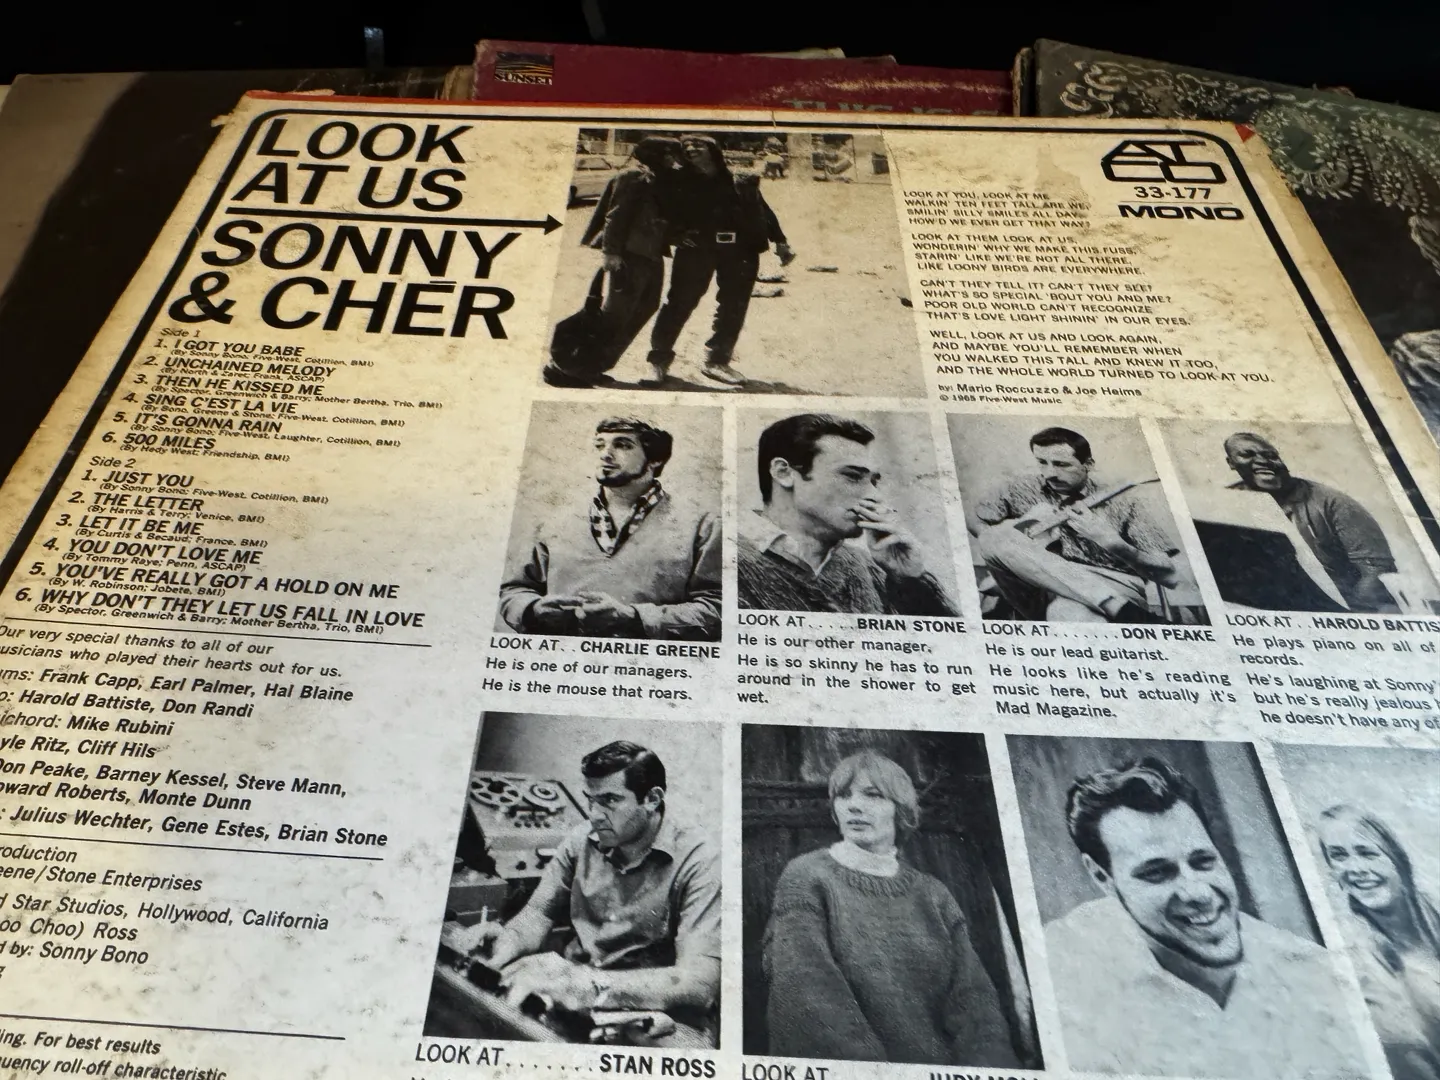 SUNSET
THIS IS
LOOK
AT US
SONNY
& CHÉR
Side 1
1. I GOT YOU BABE
(By Sonny Bono, Five-West, Cotillion, BMI)
2. UNCHAINED MELODY
(By North & Zaret; Frank, ASCAP)
3. THEN HE KISSED ME
(By Spector, Greenwich & Barry; Mother Bertha, Trio, BMI)
4. SING C'EST LA VIE
(By Bono, Greene & Stone; Five-West, Cotillion, BMI)
5. IT'S GONNA RAIN
(By Sonny Bono; Five-West, Laughter, Cotillion, BMI)
6. 500 MILES
(By Hedy West; Friendship, BMI)
Side 2
1. JUST YOU
(By Sonny Bono; Five-West, Cotillion, BMI)
2. THE LETTER
(By Harris & Terry; Venice, BMI)
3. LET IT BE ME
(By Curtis & Becaud; France, BMI)
4. YOU DON'T LOVE ME
(By Tommy Raye; Penn, ASCAP)
5. YOU'VE REALLY GOT A HOLD ON ME
(By W. Robinson; Jobete, BMI)
6. WHY DON'T THEY LET US FALL IN LOVE
(By Spector, Greenwich & Barry; Mother Bertha, Trio, BMI)
Our very special thanks to all of our
usicians who played their hearts out for us.
ms: Frank Capp, Earl Palmer, Hal Blaine
o: Harold Battiste, Don Randi
ichord: Mike Rubini
yle Ritz, Cliff Hils
Don Peake, Barney Kessel, Steve Mann,
oward Roberts, Monte Dunn
: Julius Wechter, Gene Estes, Brian Stone
roduction
eene/Stone Enterprises
d Star Studios, Hollywood, California
oo Choo) Ross
d by: Sonny Bono
ing. For best results
uency roll-off characteristic
ATCO
33-177
MONO
LOOK AT YOU, LOOK AT ME
WALKIN' TEN FEET TALL ARE WE,
SMILIN' SILLY SMILES ALL DAY
HOW'D WE EVER GET THAT WAY?
LOOK AT THEM LOOK AT US,
WONDERIN' WHY WE MAKE THIS FUSS,
STARIN' LIKE WE'RE NOT ALL THERE,
LIKE LOONY BIRDS ARE EVERYWHERE.
CAN'T THEY TELL IT? CAN'T THEY SEE?
WHAT'S SO SPECIAL 'BOUT YOU AND ME?
POOR OLD WORLD CAN'T RECOGNIZE
THAT'S LOVE LIGHT SHININ' IN OUR EYES.
WELL, LOOK AT US AND LOOK AGAIN,
AND MAYBE YOU'LL REMEMBER WHEN
YOU WALKED THIS TALL AND KNEW IT TOO,
AND THE WHOLE WORLD TURNED TO LOOK AT YOU.
by: Mario Roccuzzo & Joe Heims
© 1965 Five-West Music
LOOK AT. . CHARLIE GREENE
He is one of our managers.
He is the mouse that roars.
LOOK AT. . . . . BRIAN STONE
He is our other manager.
He is so skinny he has to run
around in the shower to get
wet.
LOOK AT. . . . . . . DON PEAKE
He is our lead guitarist.
He looks like he's reading
music here, but actually it's
Mad Magazine.
LOOK AT. . HAROLD BATTIS
He plays piano on all of
records.
He's laughing at Sonny'
but he's really jealous
he doesn't have any of
LOOK AT. . . . . . . STAN ROSS
LOOK AT